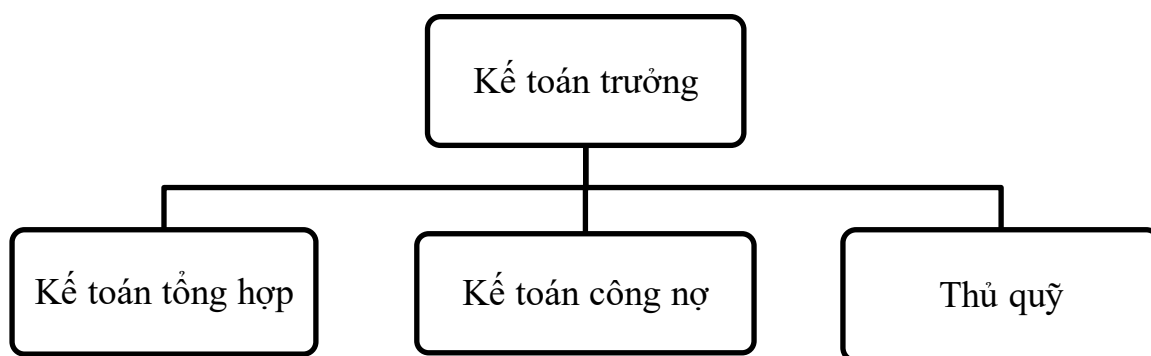 Kế toán trưởng
Kế toán tổng hợp
Kế toán công nợ
Thủ quỹ